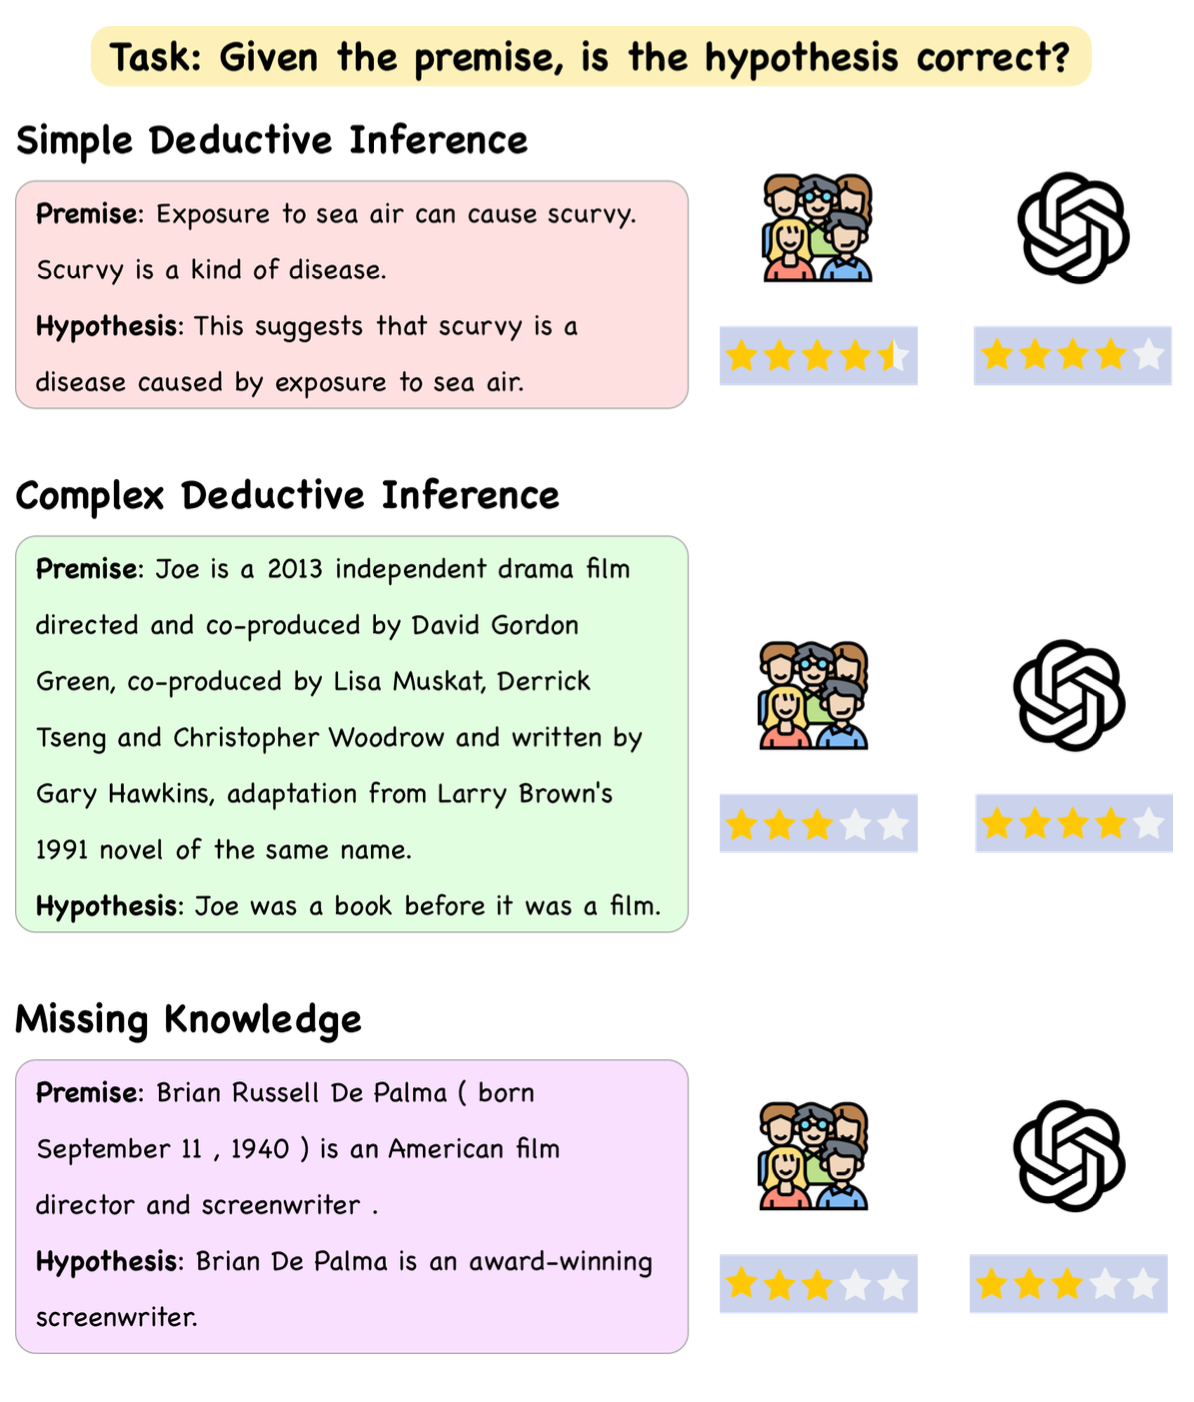 Task: Given the premise, is the hypothesis correct?
Simple Deductive Inference
Premise: Exposure to sea air can cause scurvy.
Scurvy is a kind of disease.
Hypothesis: This suggests that scurvy is a
disease caused by exposure to sea air.
Complex Deductive Inference
Premise: Joe is a 2013 independent drama film
directed and co-produced by David Gordon
Green, co-produced by Lisa Muskat, Derrick
Tseng and Christopher Woodrow and written by
Gary Hawkins, adaptation from Larry Brown's
1991 novel of the same name.
Hypothesis: Joe was a book before it was a film.
Missing Knowledge
Premise: Brian Russell De Palma ( born
September 11 , 1940 ) is an American film
director and screenwriter .
Hypothesis: Brian De Palma is an award-winning
screenwriter.